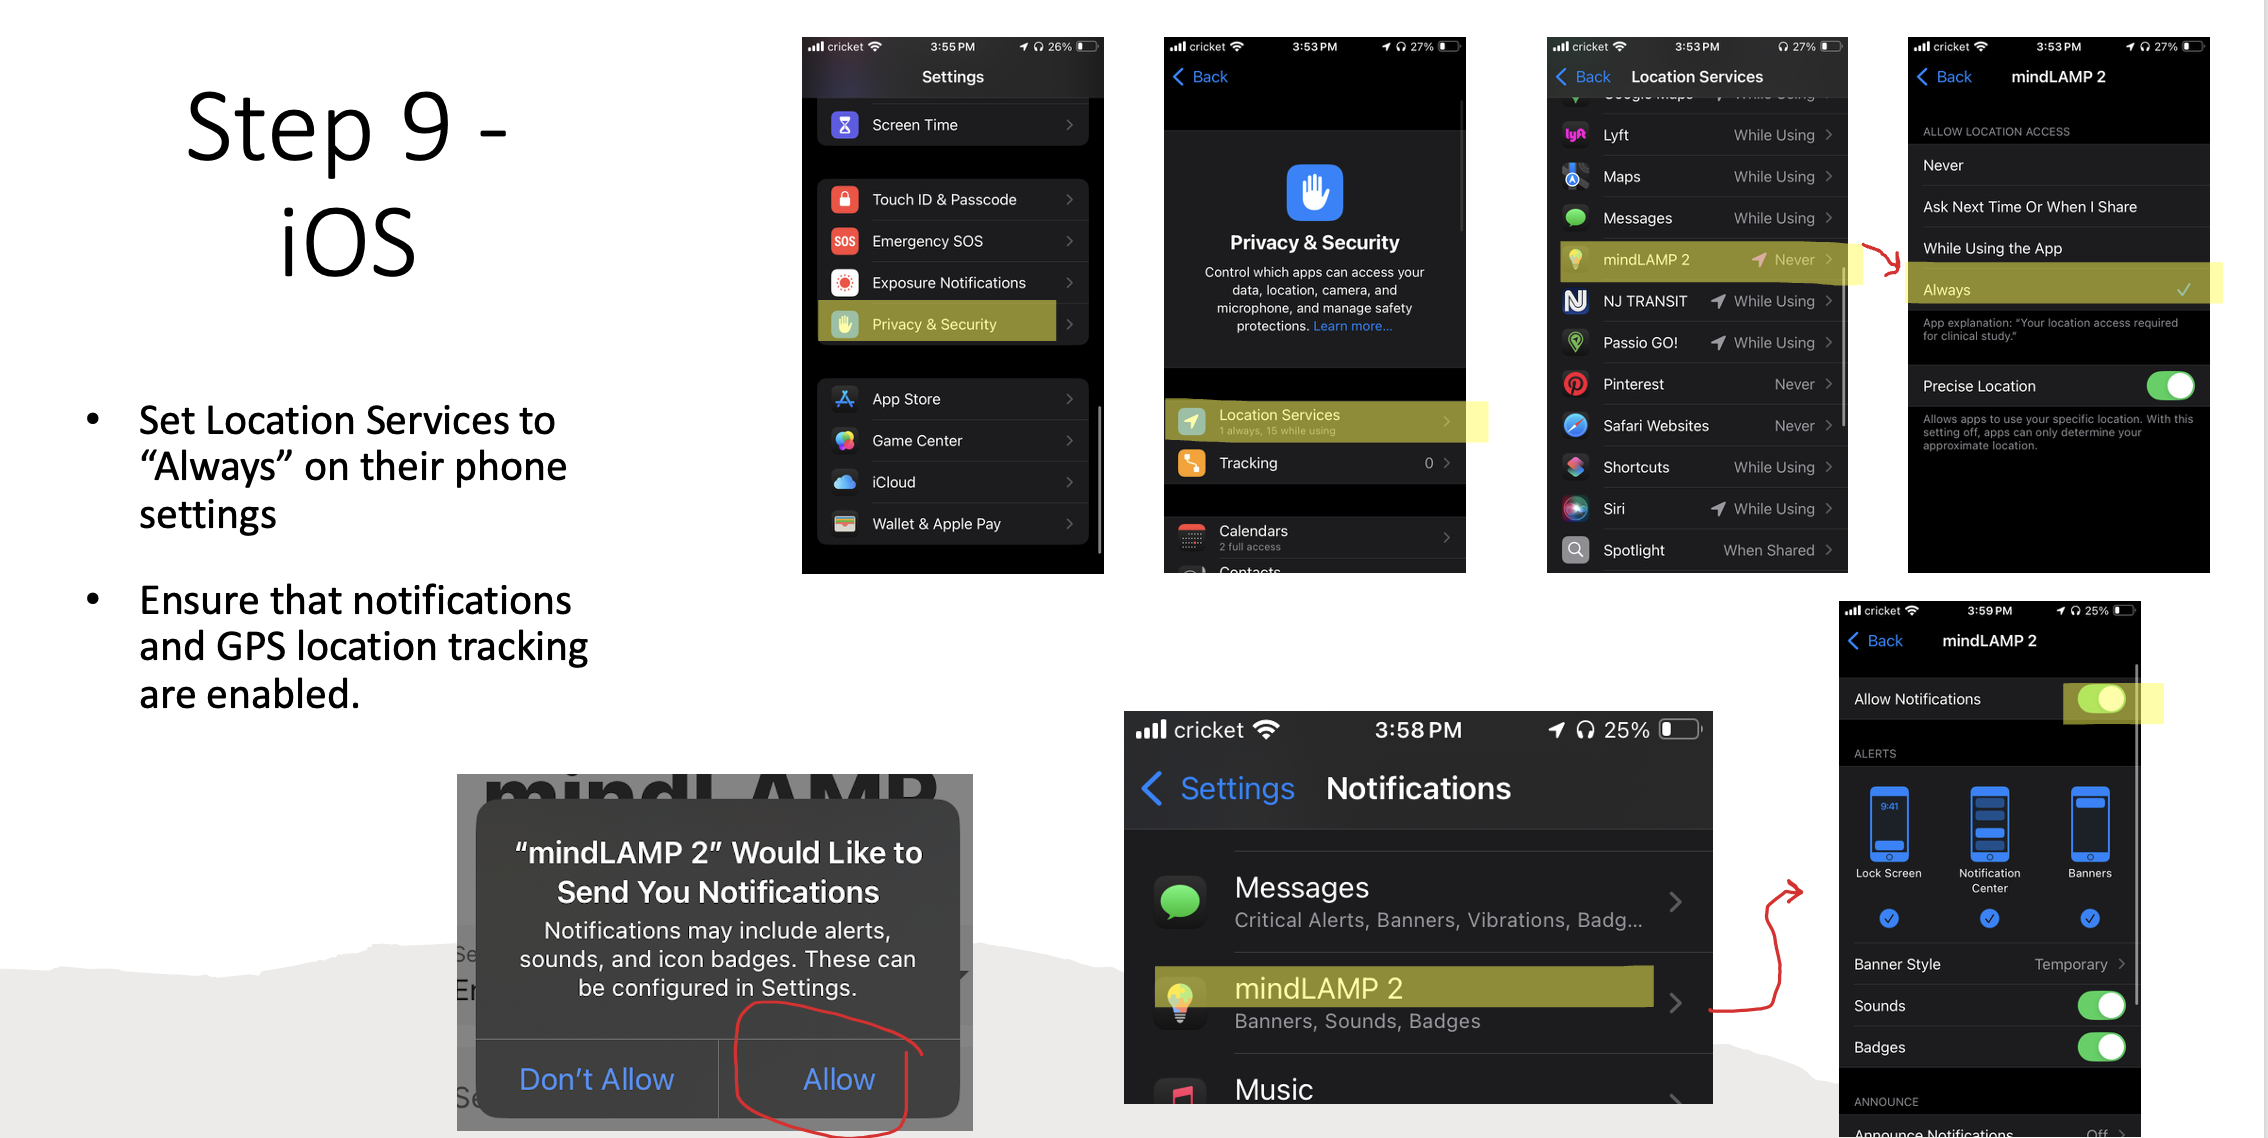 Step 9 -
iOS
• Set Location Services to
“Always” on their phone
settings
• Ensure that notifications
and GPS location tracking
are enabled.
cricket 3:55 PM 26%
Settings
Screen Time
Touch ID & Passcode
SOS Emergency SOS
Exposure Notifications
Privacy & Security
App Store
Game Center
iCloud
Wallet & Apple Pay
cricket 3:53 PM 27%
Back
Privacy & Security
Control which apps can access your
data, location, camera, and
microphone, and manage safety
protections. Learn more...
Location Services
1 always, 15 while using
Tracking 0
Calendars
2 full access
Contacts
cricket 3:53 PM 27%
Back Location Services
Google Maps While Using
lyft Lyft While Using
Maps While Using
Messages While Using
mindLAMP 2 Never
NJ TRANSIT While Using
Passio GO! While Using
Pinterest Never
Safari Websites Never
Shortcuts While Using
Siri While Using
Spotlight When Shared
cricket 3:53 PM 27%
Back mindLAMP 2
ALLOW LOCATION ACCESS
Never
Ask Next Time Or When I Share
While Using the App
Always
App explanation: “Your location access required
for clinical study.”
Precise Location
Allows apps to use your specific location. With this
setting off, apps can only determine your
approximate location.
mindLAMP
“mindLAMP 2” Would Like to
Send You Notifications
Notifications may include alerts,
sounds, and icon badges. These can
be configured in Settings.
Don’t Allow Allow
cricket 3:58 PM 25%
Settings Notifications
Messages
Critical Alerts, Banners, Vibrations, Badg...
mindLAMP 2
Banners, Sounds, Badges
Music
cricket 3:59 PM 25%
Back mindLAMP 2
Allow Notifications
ALERTS
9:41
Lock Screen Notification Banners
Center
Banner Style Temporary
Sounds
Badges
ANNOUNCE
Announce Notifications Off